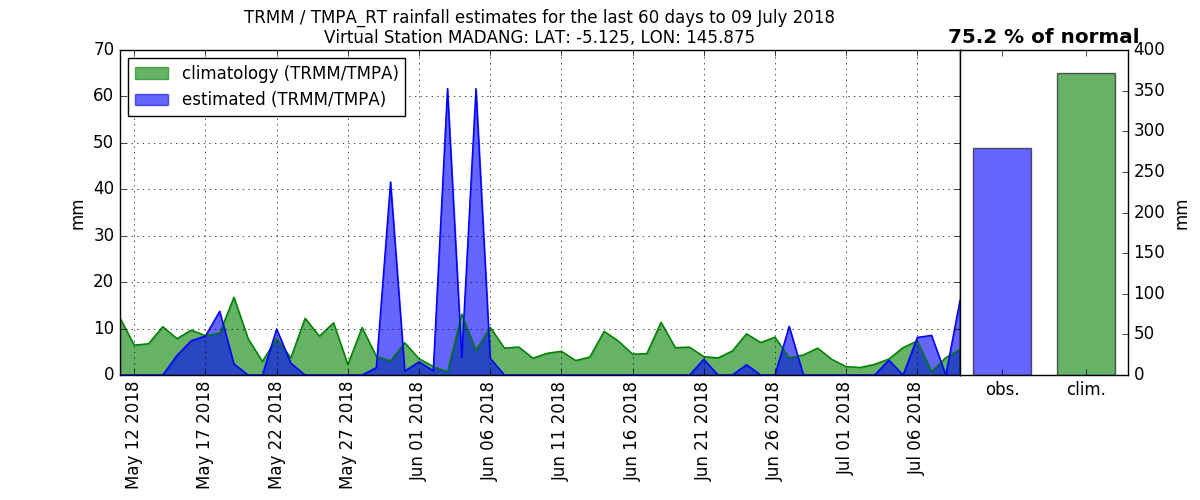 TRMM / TMPA_RT rainfall estimates for the last 60 days to 09 July 2018
Virtual Station MADANG: LAT: -5.125, LON: 145.875
75.2 % of normal
climatology (TRMM/TMPA)
estimated (TRMM/TMPA)
70
60
50
40
30
20
10
0
mm
May 12 2018
May 17 2018
May 22 2018
May 27 2018
Jun 01 2018
Jun 06 2018
Jun 11 2018
Jun 16 2018
Jun 21 2018
Jun 26 2018
Jul 01 2018
Jul 06 2018
obs.
clim.
400
350
300
250
200
150
100
50
0
mm